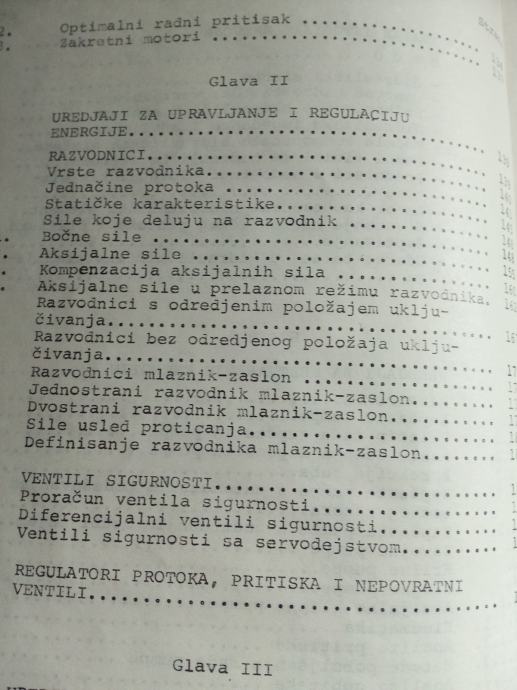 2. Optimalni radni pritisak ....................
3. Zakretni motori ..............................
Glava II
UREDJAJI ZA UPRAVLJANJE I REGULACIJU
ENERGIJE........................................
RAZVODNICI......................................
Vrste razvodnika................................
Jednačine protoka ..............................
Statičke karakteristike.........................
Sile koje deluju na razvodnik ..................
Bočne sile .....................................
Aksijalne sile .................................
Kompenzacija aksijalnih sila ...................
Aksijalne sile u prelaznom režimu razvodnika.
Razvodnici s odredjenim položajem uklju-
čivanja.........................................
Razvodnici bez odredjenog položaja uklju-
čivanja.........................................
Razvodnici mlaznik-zaslon ......................
Jednostrani razvodnik mlaznik-zaslon............
Dvostrani razvodnik mlaznik-zaslon..............
Sile usled proticanja...........................
Definisanje razvodnika mlaznik-zaslon...........
VENTILI SIGURNOSTI..............................
Proračun ventila sigurnosti.....................
Diferencijalni ventili sigurnosti...............
Ventili sigurnosti sa servodejstvom.............
REGULATORI PROTOKA, PRITISKA I NEPOVRATNI
VENTILI.........................................
Glava III